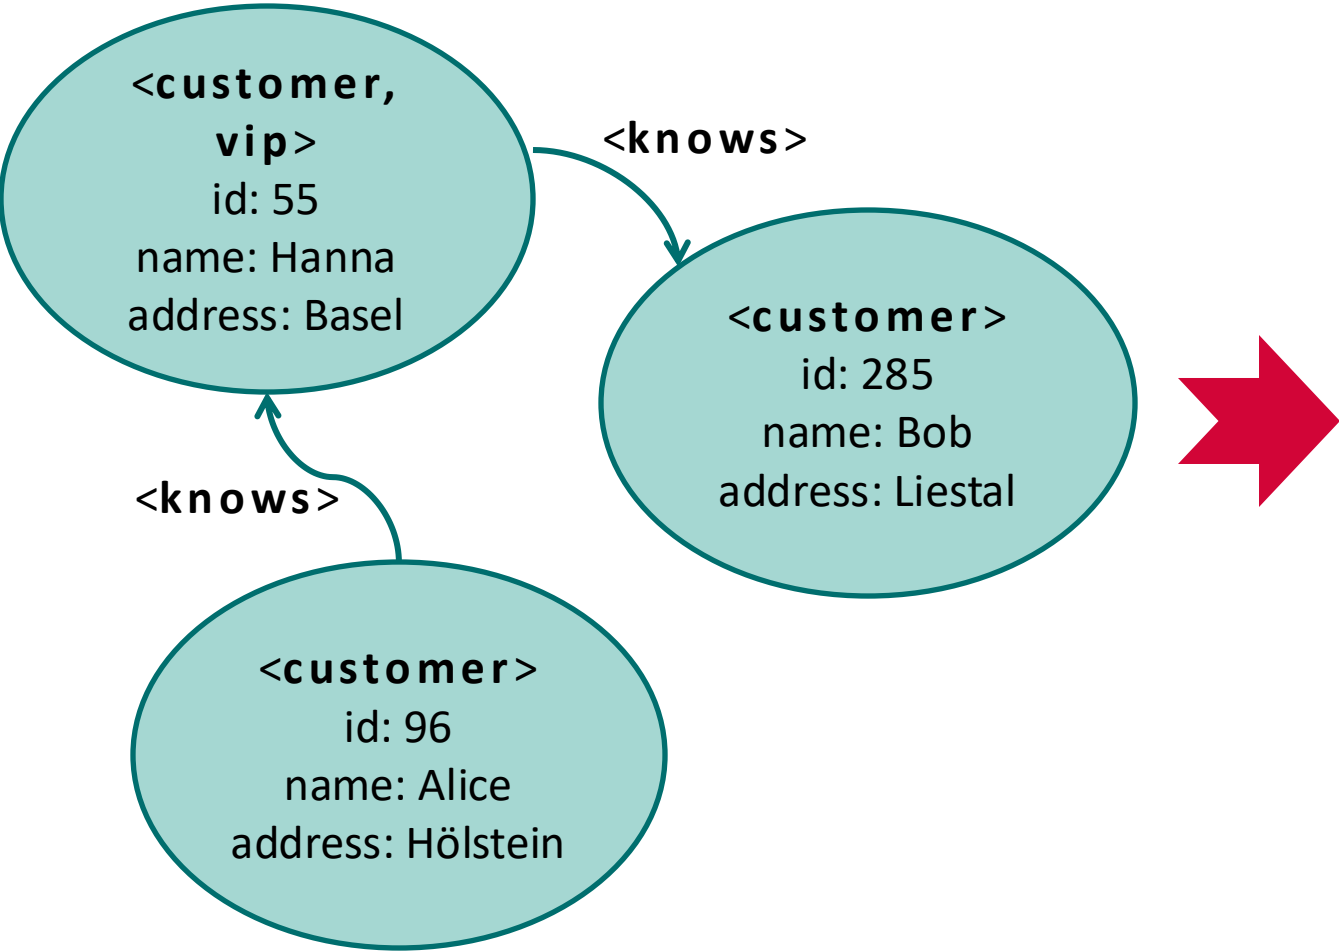 <customer,
vip>
id: 55
name: Hanna
address: Basel
<knows>
<customer>
id: 285
name: Bob
address: Liestal
<knows>
<customer>
id: 96
name: Alice
address: Hölstein